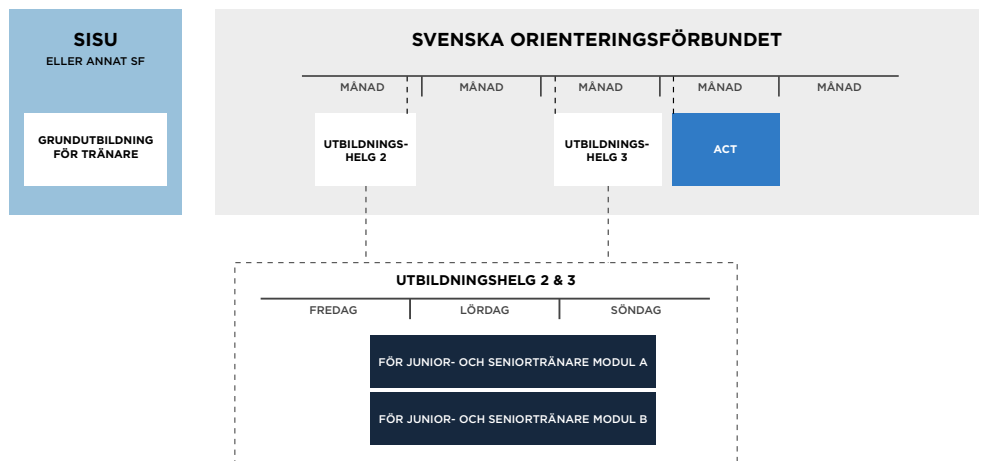 SISU
ELLER ANNAT SF
GRUNDUTBILDNING
FÖR TRÄNARE
SVENSKA ORIENTERINGSFÖRBUNDET
MÅNAD MÅNAD MÅNAD MÅNAD MÅNAD
UTBILDNINGS-
HELG 2
UTBILDNINGS-
HELG 3
ACT
UTBILDNINGSHELG 2 & 3
FREDAG LÖRDAG SÖNDAG
FÖR JUNIOR- OCH SENIORTRÄNARE MODUL A
FÖR JUNIOR- OCH SENIORTRÄNARE MODUL B